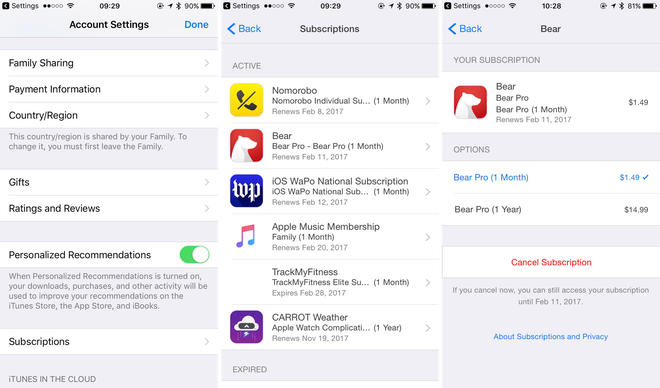 Settings 09:29 90%
Account Settings Done
Family Sharing
Payment Information
Country/Region
This country/region is shared by your Family. To
change it, you must first leave the Family.
Gifts
Ratings and Reviews
Personalized Recommendations
When Personalized Recommendations is turned on,
your downloads, purchases, and other activity will be
used to improve your recommendations on the
iTunes Store, the App Store, and iBooks.
Subscriptions
iTUNES IN THE CLOUD
Settings 09:29 90%
Back Subscriptions
ACTIVE
Nomorobo
Nomorobo Individual Su... (1 Month)
Renews Feb 8, 2017
Bear
Bear Pro - Bear Pro (1 Month)
Renews Feb 11, 2017
wp
iOS WaPo National Subscription
iOS WaPo National Sub... (1 Month)
Renews Feb 12, 2017
Apple Music Membership
Family (1 Month)
Renews Feb 20, 2017
TrackMyFitness
TrackMyFitness Elite Su... (1 Month)
Expires Feb 28, 2017
CARROT Weather
Apple Watch Complicati... (1 Year)
Renews Nov 19, 2017
EXPIRED
Settings 10:28 81%
Back Bear
YOUR SUBSCRIPTION
Bear
Bear Pro
Bear Pro (1 Month) $1.49
Renews Feb 11, 2017
OPTIONS
Bear Pro (1 Month) $1.49
Bear Pro (1 Year) $14.99
Cancel Subscription
If you cancel now, you can still access your subscription
until Feb 11, 2017.
About Subscriptions and Privacy